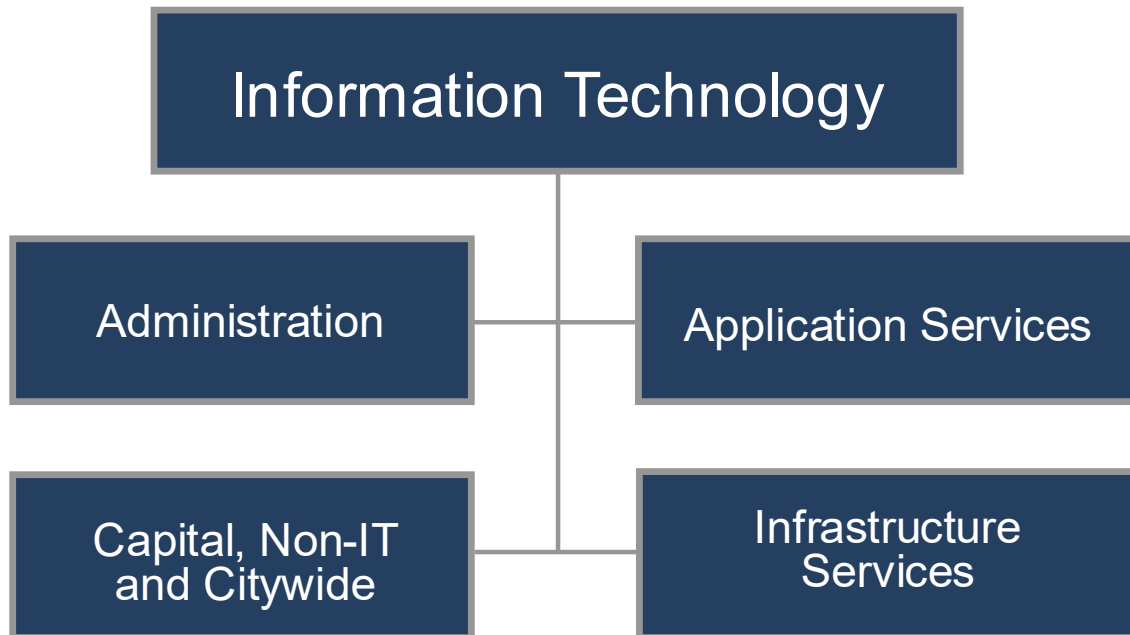 Information Technology
Administration
Application Services
Capital, Non-IT
and Citywide
Infrastructure
Services